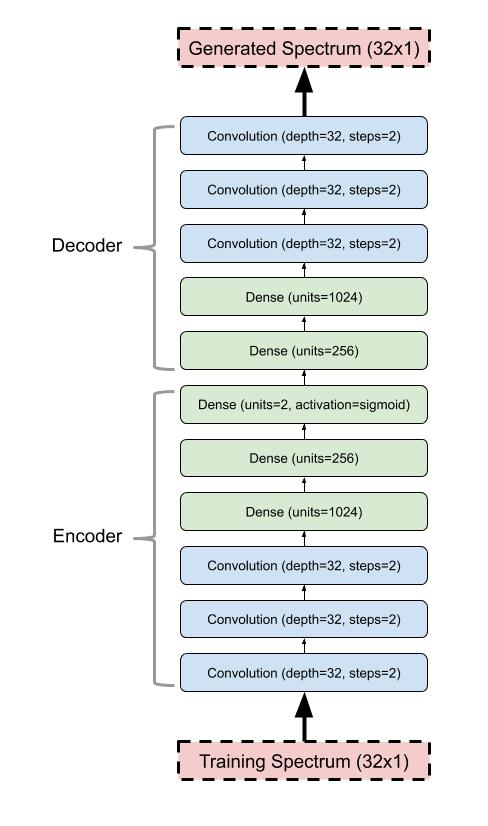 Generated Spectrum (32x1)
Convolution (depth=32, steps=2)
Convolution (depth=32, steps=2)
Convolution (depth=32, steps=2)
Decoder
Dense (units=1024)
Dense (units=256)
Dense (units=2, activation=sigmoid)
Dense (units=256)
Dense (units=1024)
Encoder
Convolution (depth=32, steps=2)
Convolution (depth=32, steps=2)
Convolution (depth=32, steps=2)
Training Spectrum (32x1)